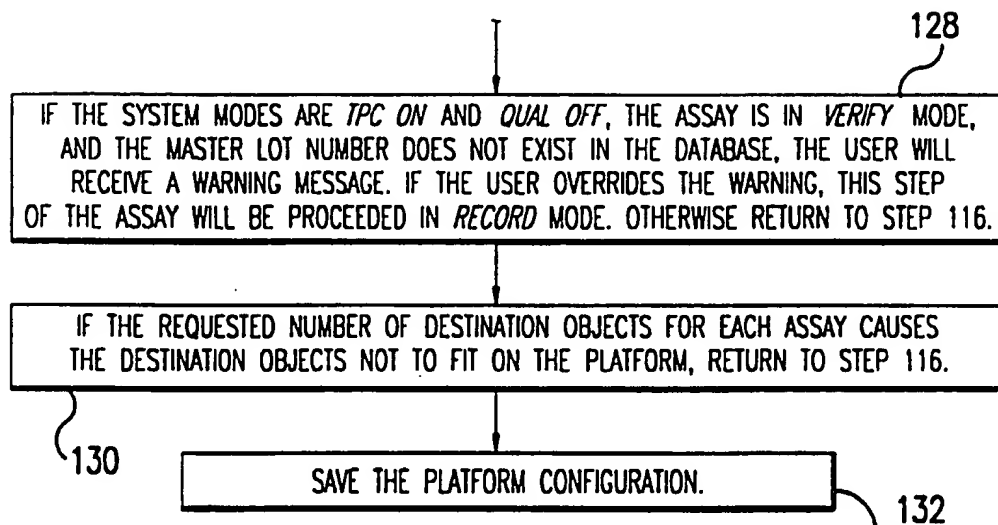 128
IF THE SYSTEM MODES ARE TPC ON AND QUAL OFF, THE ASSAY IS IN VERIFY MODE,
AND THE MASTER LOT NUMBER DOES NOT EXIST IN THE DATABASE, THE USER WILL
RECEIVE A WARNING MESSAGE. IF THE USER OVERRIDES THE WARNING, THIS STEP
OF THE ASSAY WILL BE PROCEEDED IN RECORD MODE. OTHERWISE RETURN TO STEP 116.
IF THE REQUESTED NUMBER OF DESTINATION OBJECTS FOR EACH ASSAY CAUSES
THE DESTINATION OBJECTS NOT TO FIT ON THE PLATFORM, RETURN TO STEP 116.
130
SAVE THE PLATFORM CONFIGURATION.
132